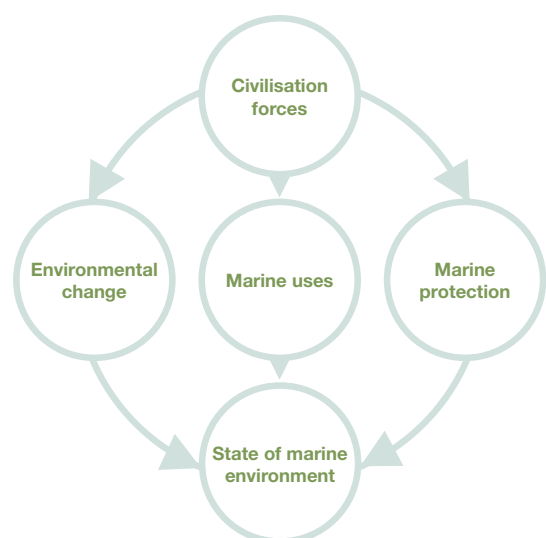 Civilisation
forces
Environmental
change
Marine uses
Marine
protection
State of marine
environment